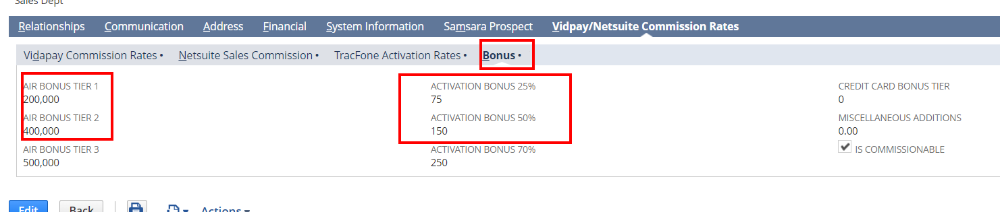 Sales Dept
Relationships Communication Address Financial System Information Samsara Prospect Vidpay/Netsuite Commission Rates
Vidapay Commission Rates • Netsuite Sales Commission • TracFone Activation Rates • Bonus •
AIR BONUS TIER 1 ACTIVATION BONUS 25% CREDIT CARD BONUS TIER
200,000 75 0
AIR BONUS TIER 2 ACTIVATION BONUS 50% MISCELLANEOUS ADDITIONS
400,000 150 0.00
AIR BONUS TIER 3 ACTIVATION BONUS 70% IS COMMISSIONABLE
500,000 250
Edit Back Actions